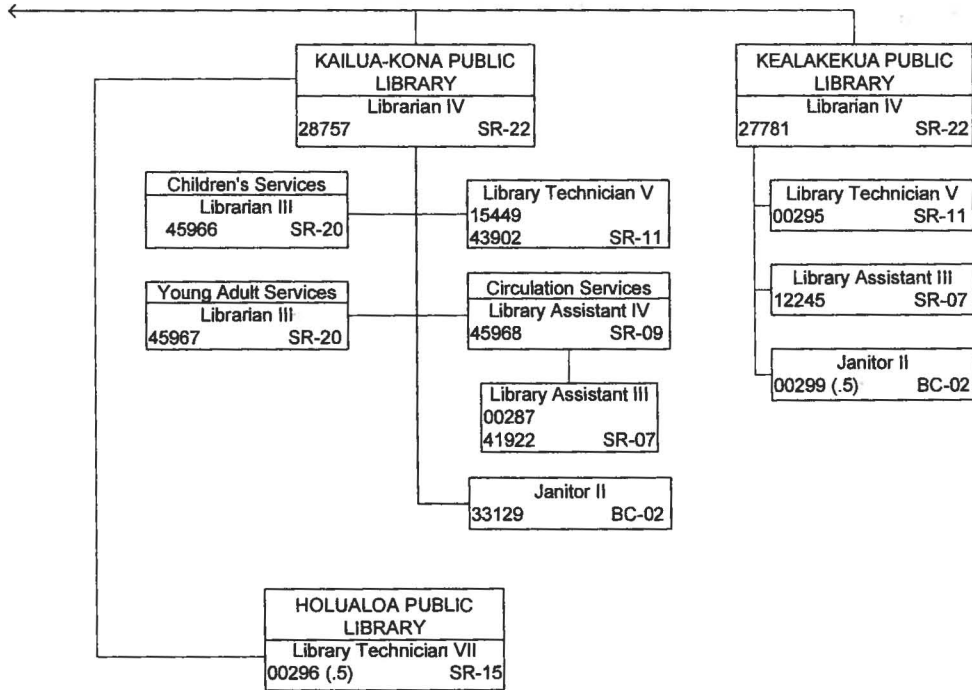 KAILUA-KONA PUBLIC
LIBRARY
Librarian IV
28757 SR-22
KEALAKEKUA PUBLIC
LIBRARY
Librarian IV
27781 SR-22
Children's Services
Librarian III
45966 SR-20
Library Technician V
15449
43902 SR-11
Library Technician V
00295 SR-11
Young Adult Services
Librarian III
45967 SR-20
Circulation Services
Library Assistant IV
45968 SR-09
Library Assistant III
12245 SR-07
Library Assistant III
00287
41922 SR-07
Janitor II
00299 (.5) BC-02
Janitor II
33129 BC-02
HOLUALOA PUBLIC
LIBRARY
Library Technician VII
00296 (.5) SR-15